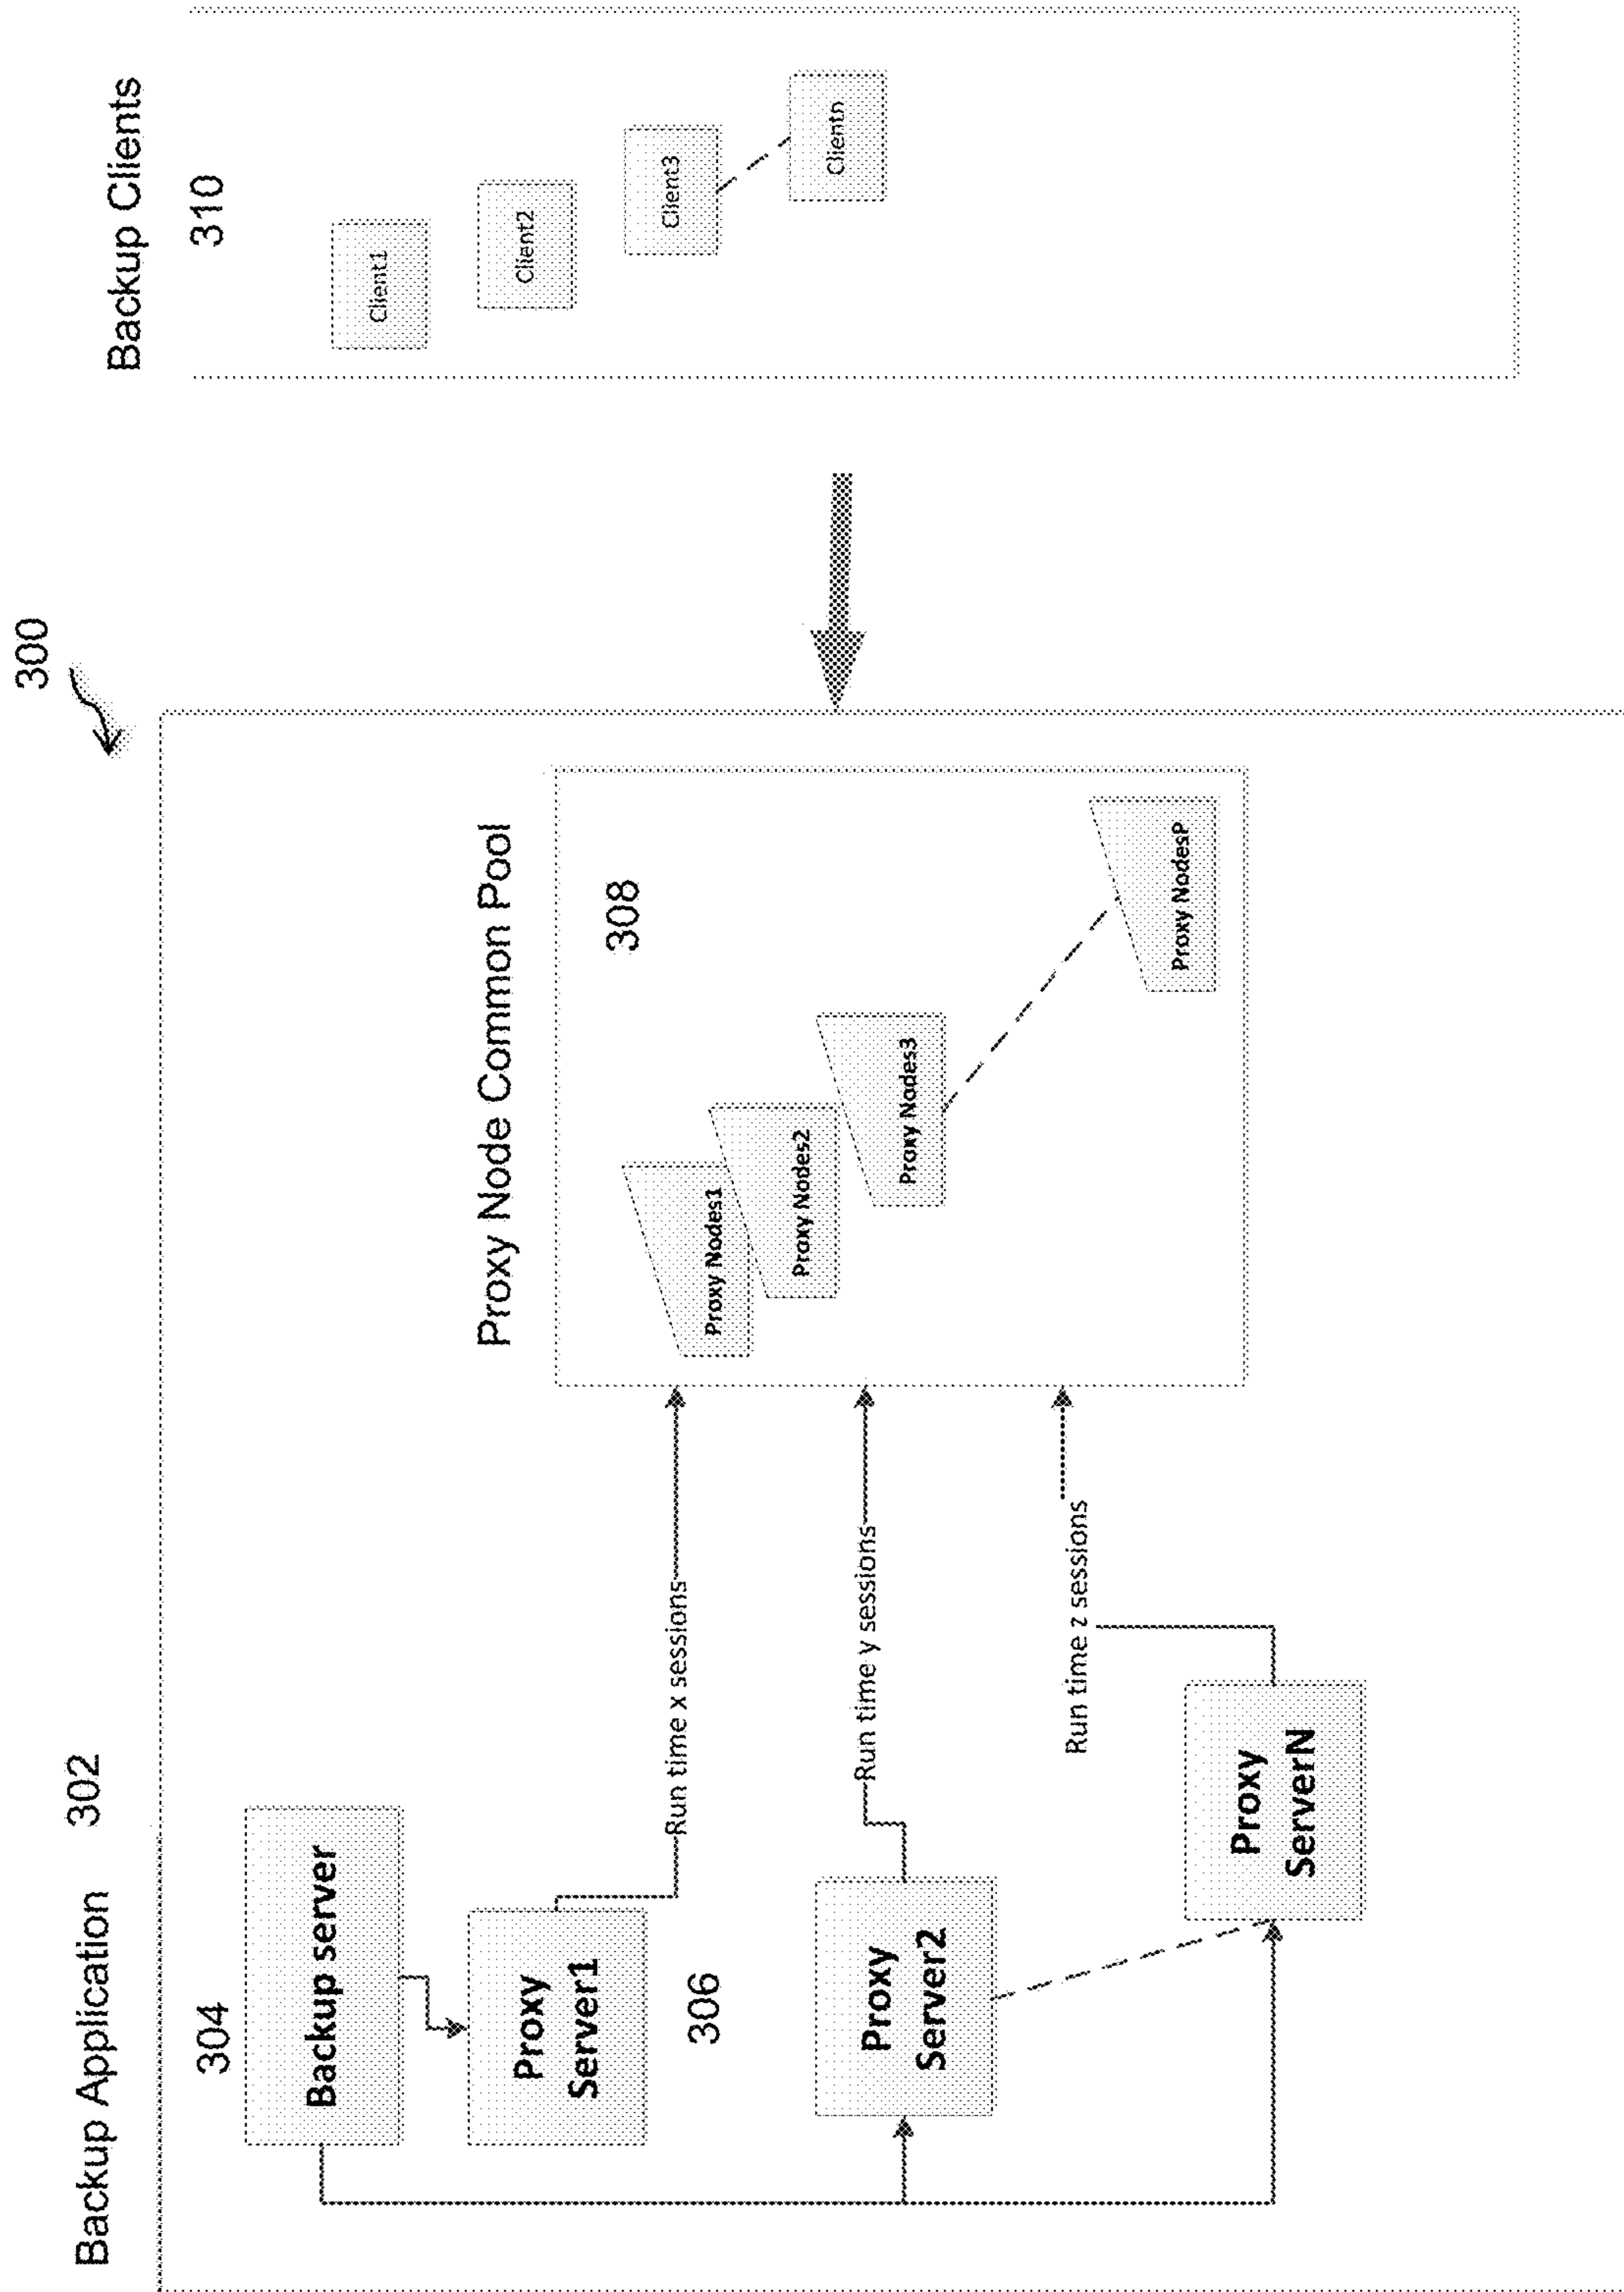 300
Backup Application 302
304
Backup server
Proxy
Server1
306
Proxy
Server2
Proxy
ServerN
Run time x sessions
Run time y sessions
Run time z sessions
Proxy Node Common Pool
308
Proxy Nodes1
Proxy Nodes2
Proxy Nodes3
Proxy NodesP
Backup Clients
310
Client1
Client2
Client3
Clientn